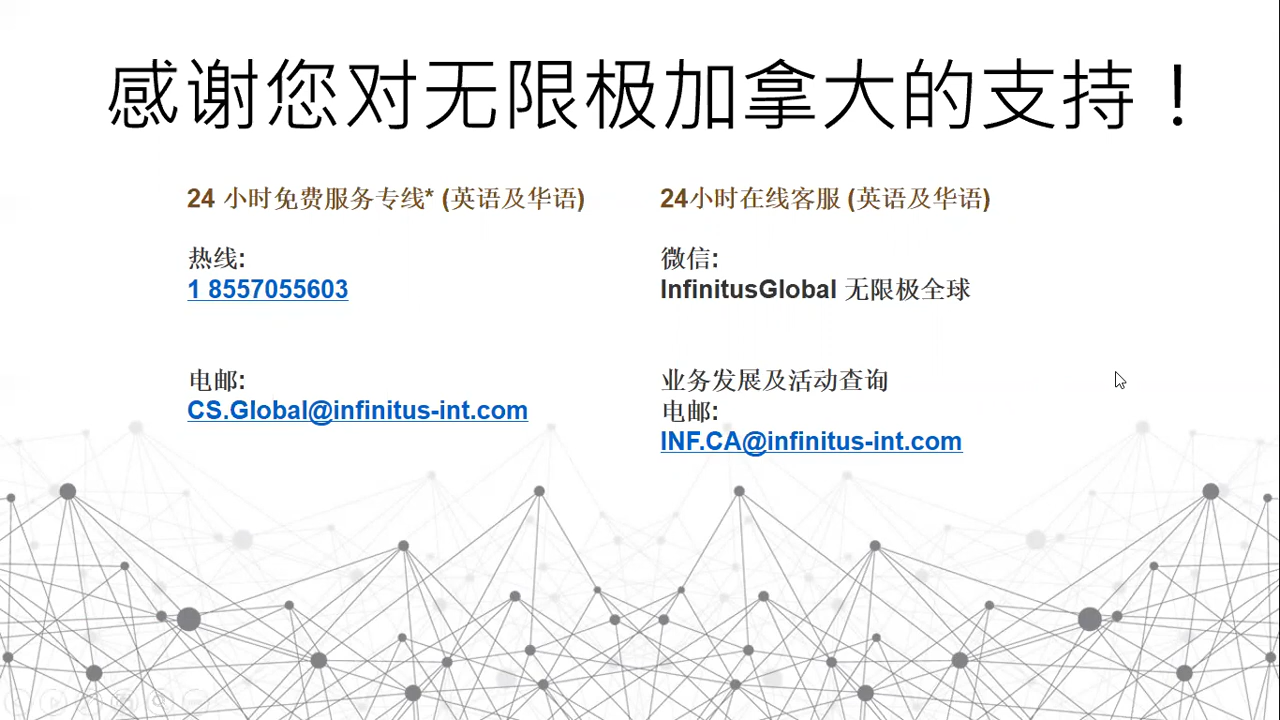 感谢您对无限极加拿大的支持！
24 小时免费服务专线* (英语及华语)
热线:
1 8557055603
电邮:
CS.Global@infinitus-int.com
24小时在线客服 (英语及华语)
微信:
InfinitusGlobal 无限极全球
业务发展及活动查询
电邮:
INF.CA@infinitus-int.com